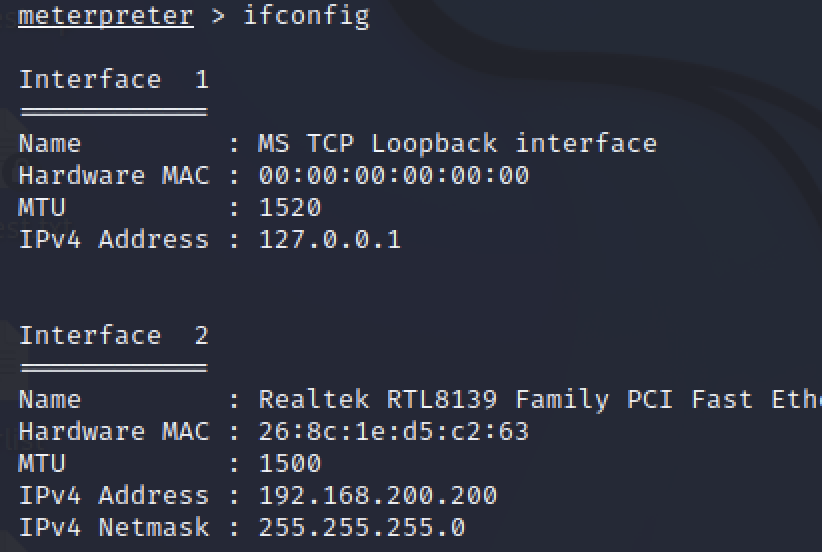 meterpreter > ifconfig
Interface  1
============
Name         : MS TCP Loopback interface
Hardware MAC : 00:00:00:00:00:00
MTU          : 1520
IPv4 Address : 127.0.0.1
Interface  2
============
Name         : Realtek RTL8139 Family PCI Fast Eth
Hardware MAC : 26:8c:1e:d5:c2:63
MTU          : 1500
IPv4 Address : 192.168.200.200
IPv4 Netmask : 255.255.255.0